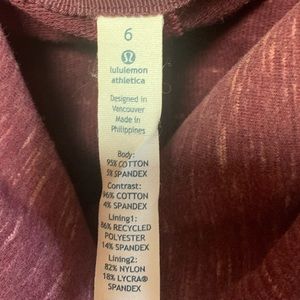 6
lululemon
athletica
Designed in
Vancouver
Made in
Philippines
Body:
95% COTTON
5% SPANDEX
Contrast:
96% COTTON
4% SPANDEX
Lining1:
86% RECYCLED
POLYESTER
14% SPANDEX
Lining2:
82% NYLON
18% LYCRA®
SPANDEX